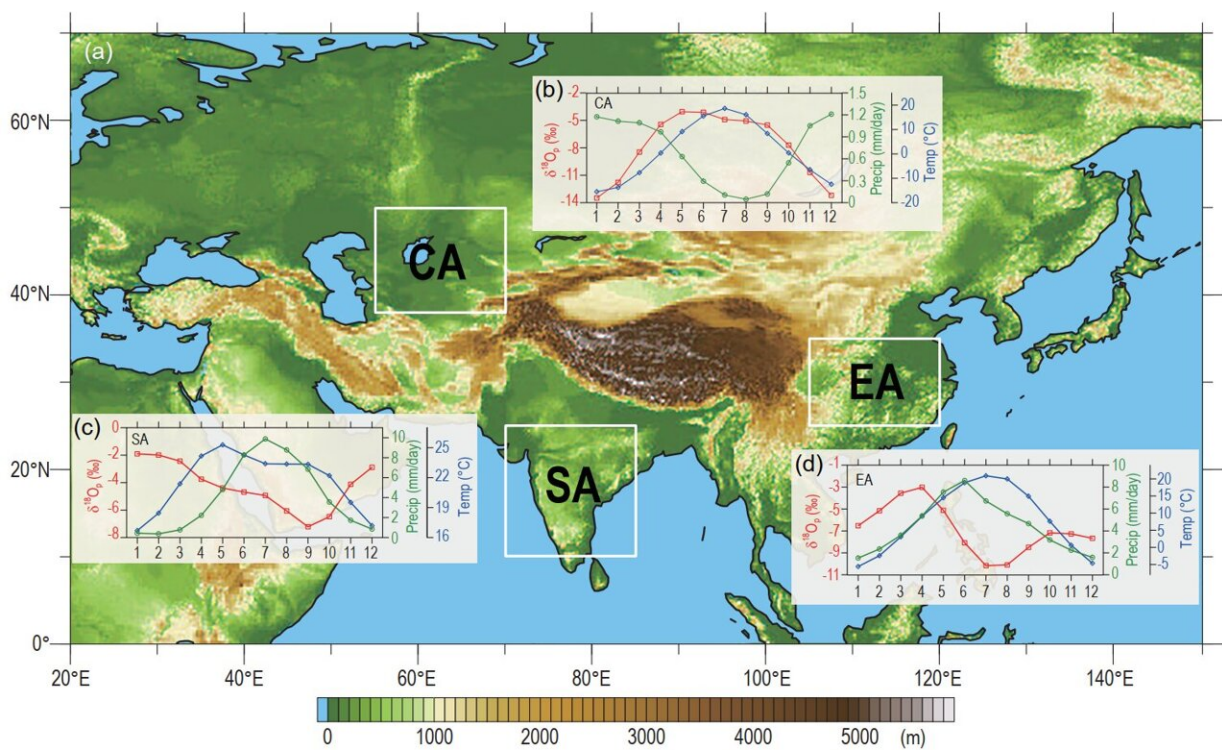 (a)
60°N
40°N
20°N
0°
20°E 40°E 60°E 80°E 100°E 120°E 140°E
CA
SA
EA
(b)
CA
δ¹⁸Oₚ (‰)
-2
-5
-8
-11
-14
1 2 3 4 5 6 7 8 9 10 11 12
1.5
1.2
0.9
0.6
0.3
0
Precip (mm/day)
20
10
0
-10
-20
Temp (°C)
(c)
SA
δ¹⁸Oₚ (‰)
0
-2
-4
-6
-8
1 2 3 4 5 6 7 8 9 10 11 12
10
8
6
4
2
0
Precip (mm/day)
25
22
19
16
Temp (°C)
(d)
EA
δ¹⁸Oₚ (‰)
-1
-3
-5
-7
-9
-11
1 2 3 4 5 6 7 8 9 10 11 12
10
8
6
4
2
0
Precip (mm/day)
20
15
10
5
0
-5
Temp (°C)
0 1000 2000 3000 4000 5000 (m)